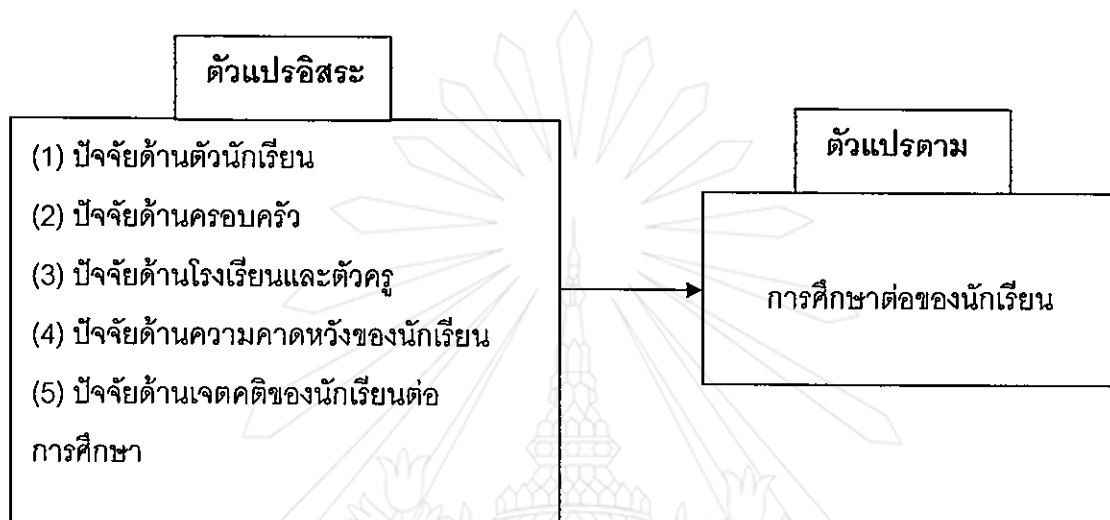 ตัวแปรอิสระ
(1) ปัจจัยด้านตัวนักเรียน
(2) ปัจจัยด้านครอบครัว
(3) ปัจจัยด้านโรงเรียนและตัวครู
(4) ปัจจัยด้านความคาดหวังของนักเรียน
(5) ปัจจัยด้านเจตคติของนักเรียนต่อ
การศึกษา
ตัวแปรตาม
การศึกษาต่อของนักเรียน